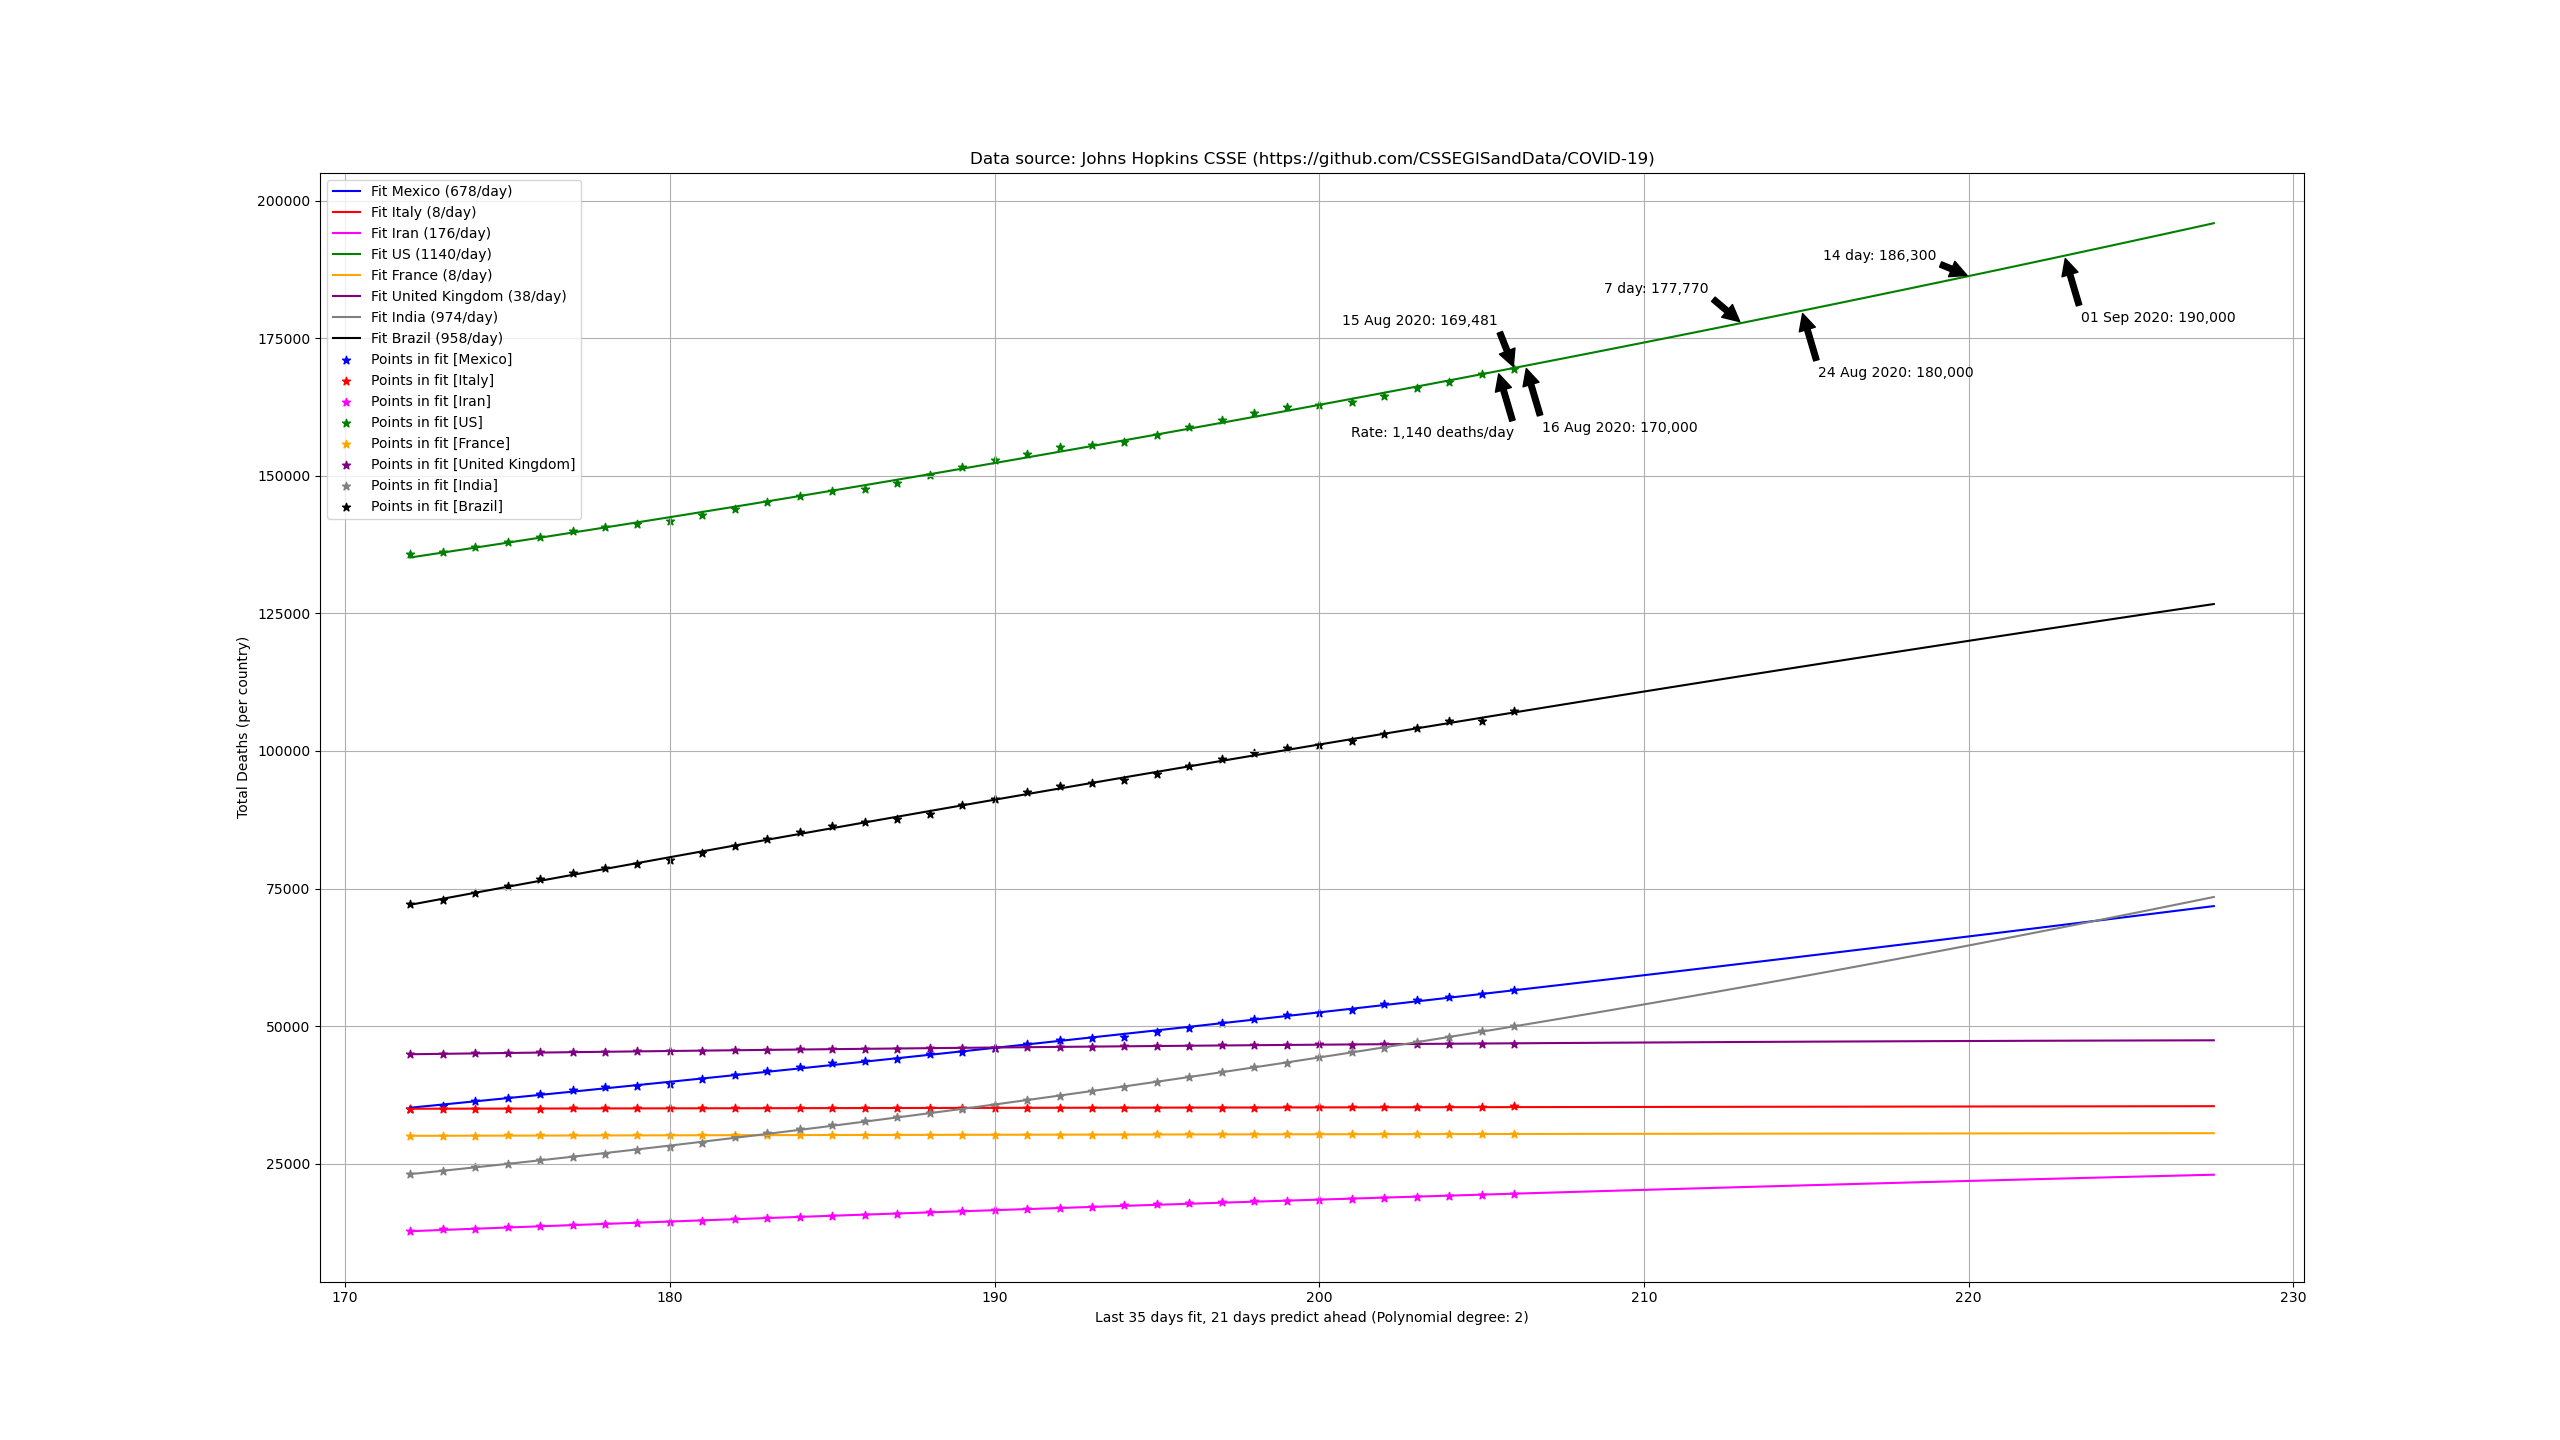 Data source: Johns Hopkins CSSE (https://github.com/CSSEGISandData/COVID-19)
Fit Mexico (678/day)
Fit Italy (8/day)
Fit Iran (176/day)
Fit US (1140/day)
Fit France (8/day)
Fit United Kingdom (38/day)
Fit India (974/day)
Fit Brazil (958/day)
Points in fit [Mexico]
Points in fit [Italy]
Points in fit [Iran]
Points in fit [US]
Points in fit [France]
Points in fit [United Kingdom]
Points in fit [India]
Points in fit [Brazil]
14 day: 186,300
7 day: 177,770
15 Aug 2020: 169,481
01 Sep 2020: 190,000
24 Aug 2020: 180,000
16 Aug 2020: 170,000
Rate: 1,140 deaths/day
200000
175000
150000
125000
100000
75000
50000
25000
Total Deaths (per country)
170 180 190 200 210 220 230
Last 35 days fit, 21 days predict ahead (Polynomial degree: 2)